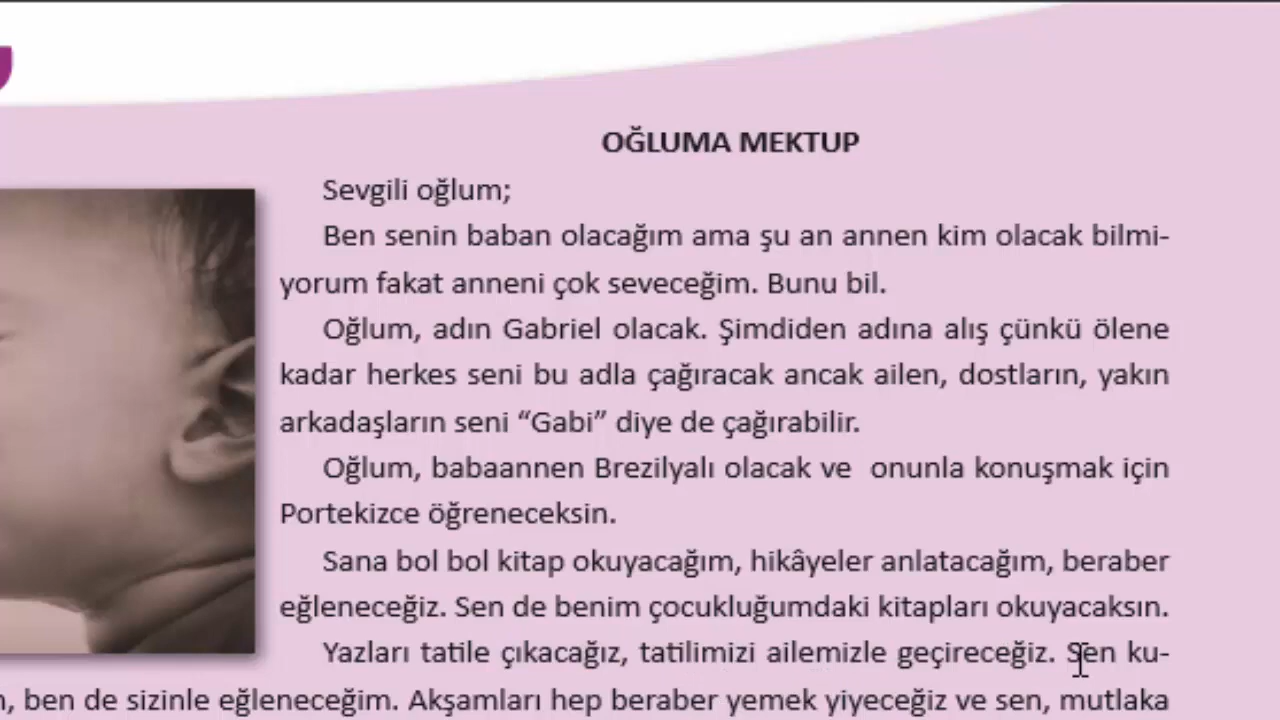 OĞLUMA MEKTUP
Sevgili oğlum;
Ben senin baban olacağım ama şu an annen kim olacak bilmi-
yorum fakat anneni çok seveceğim. Bunu bil.
Oğlum, adın Gabriel olacak. Şimdiden adına alış çünkü ölene
kadar herkes seni bu adla çağıracak ancak ailen, dostların, yakın
arkadaşların seni “Gabi” diye de çağırabilir.
Oğlum, babaannen Brezilyalı olacak ve onunla konuşmak için
Portekizce öğreneceksin.
Sana bol bol kitap okuyacağım, hikâyeler anlatacağım, beraber
eğleneceğiz. Sen de benim çocukluğumdaki kitapları okuyacaksın.
Yazları tatile çıkacağız, tatilimizi ailemizle geçireceğiz. Sen ku-
ben de sizinle eğleneceğim. Akşamları hep beraber yemek yiyeceğiz ve sen, mutlaka